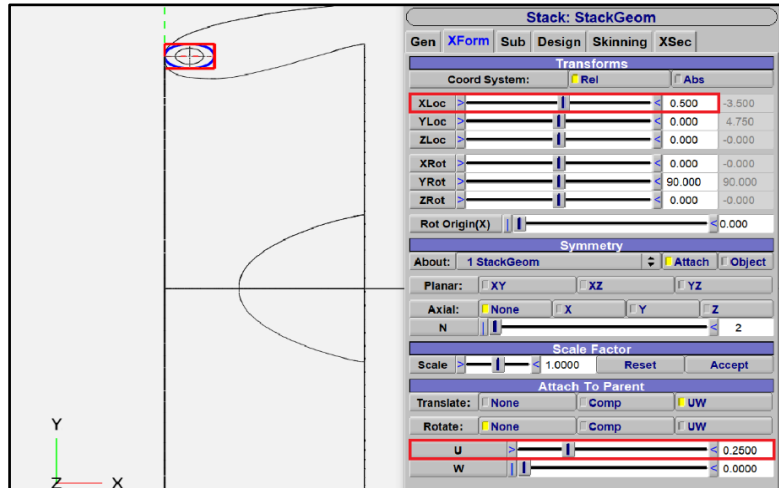 Stack: StackGeom
Gen XForm Sub Design Skinning XSec
Transforms
Coord System: Rel Abs
XLoc > < 0.500 -3.500
YLoc > < 0.000 4.750
ZLoc > < 0.000 -0.000
XRot > < 0.000 -0.000
YRot > < 90.000 90.000
ZRot > < 0.000 -0.000
Rot Origin(X) | < 0.000
Symmetry
About: 1 StackGeom Attach Object
Planar: XY XZ YZ
Axial: None X Y Z
N | < 2
Scale Factor
Scale > < 1.0000 Reset Accept
Attach To Parent
Translate: None Comp UW
Rotate: None Comp UW
U > < 0.2500
W | < 0.0000
Y
Z X